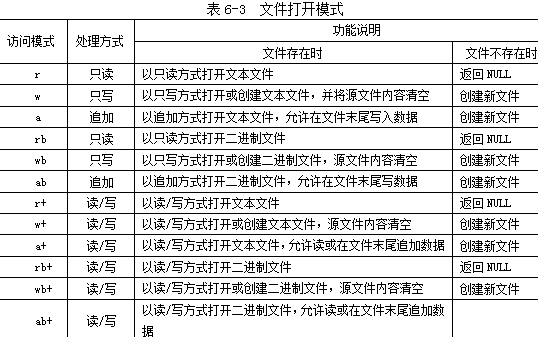 表 6-3 文件打开模式
访问模式 处理方式 功能说明
文件存在时 文件不存在时
r 只读 以只读方式打开文本文件 返回 NULL
w 只写 以只写方式打开或创建文本文件，并将源文件内容清空 创建新文件
a 追加 以追加方式打开文本文件，允许在文件末尾写入数据 创建新文件
rb 只读 以只读方式打开二进制文件 返回 NULL
wb 只写 以只写方式打开或创建二进制文件，源文件内容清空 创建新文件
ab 追加 以追加方式打开二进制文件，允许在文件末尾写数据 创建新文件
r+ 读/写 以读/写方式打开文本文件 返回 NULL
w+ 读/写 以读/写方式打开或创建文本文件，源文件内容清空 创建新文件
a+ 读/写 以读/写方式打开文本文件，允许读或在文件末尾追加数据 创建新文件
rb+ 读/写 以读/写方式打开二进制文件 返回 NULL
wb+ 读/写 以读/写方式打开或创建二进制文件，源文件内容清空 创建新文件
ab+ 读/写 以读/写方式打开二进制文件，允许读或在文件末尾追加数
据